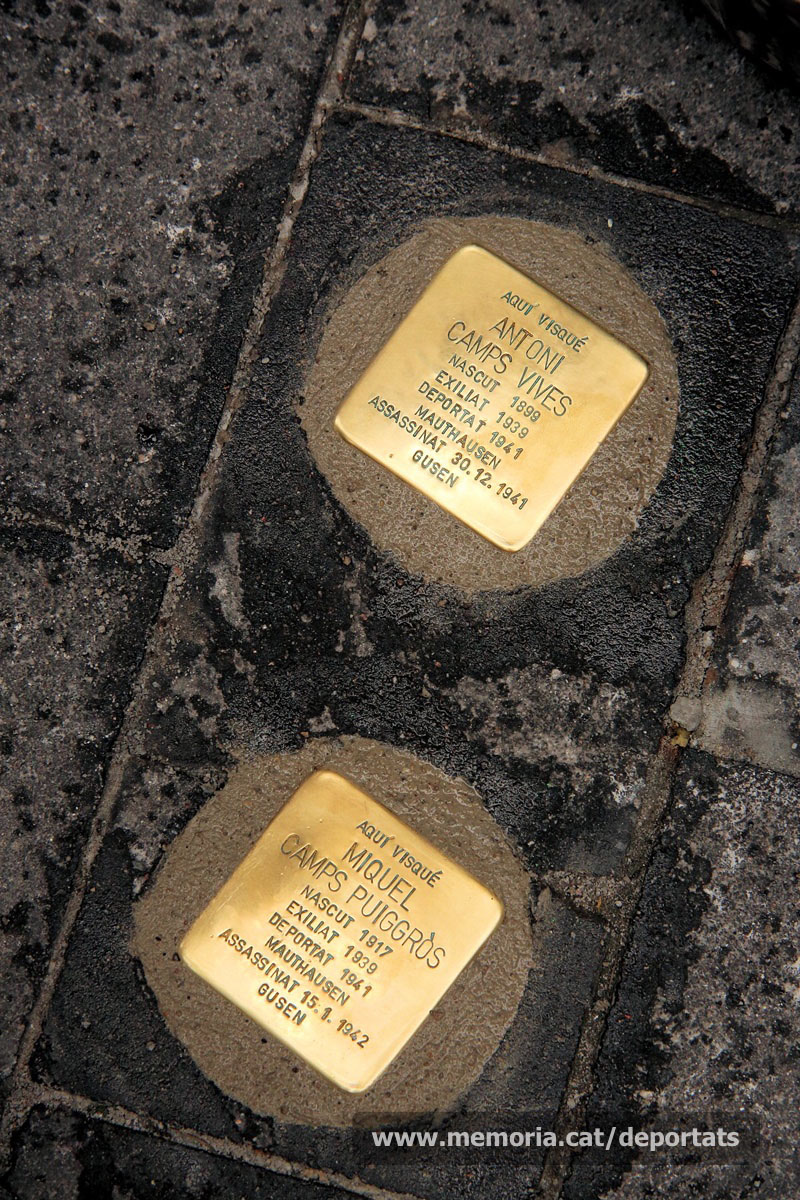 AQUÍ VISQUÉ
ANTONI
CAMPS VIVES
NASCUT 1899
EXILIAT 1939
DEPORTAT 1941
MAUTHAUSEN
ASSASSINAT 30.12.1941
GUSEN
AQUÍ VISQUÉ
MIQUEL
CAMPS PUIGGRÒS
NASCUT 1917
EXILIAT 1939
DEPORTAT 1941
MAUTHAUSEN
ASSASSINAT 15.1.1942
GUSEN
www.memoria.cat/deportats